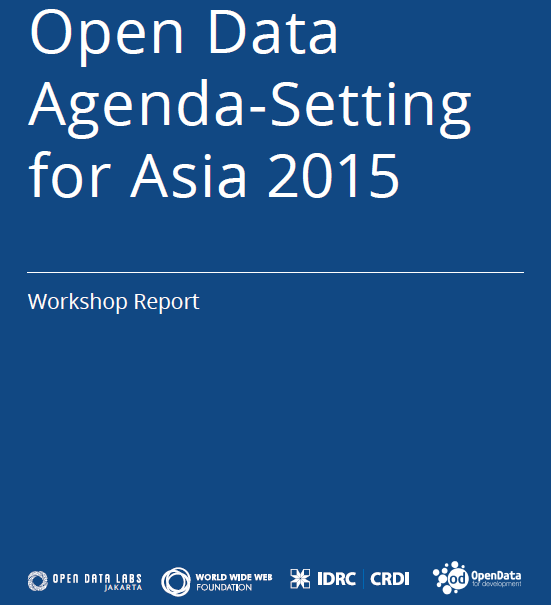 Open Data
Agenda-Setting
for Asia 2015
Workshop Report
OPEN DATA LABS
JAKARTA
WORLD WIDE WEB
FOUNDATION
IDRC | CRDI
od
OpenData
for development